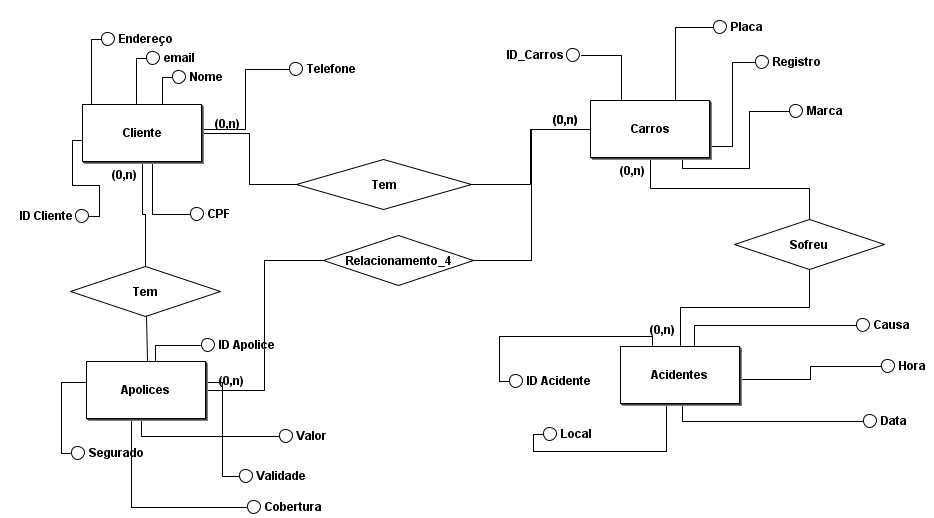 Placa
Endereço
ID_Carros
email
Registro
Telefone
Nome
Marca
(0,n)
(0,n)
Cliente
Carros
(0,n)
(0,n)
Tem
ID Cliente
CPF
Sofreu
Relacionamento_4
Tem
Causa
(0,n)
ID Apolice
Hora
Acidentes
(0,n)
ID Acidente
Apolices
Data
Local
Valor
Segurado
Validade
Cobertura